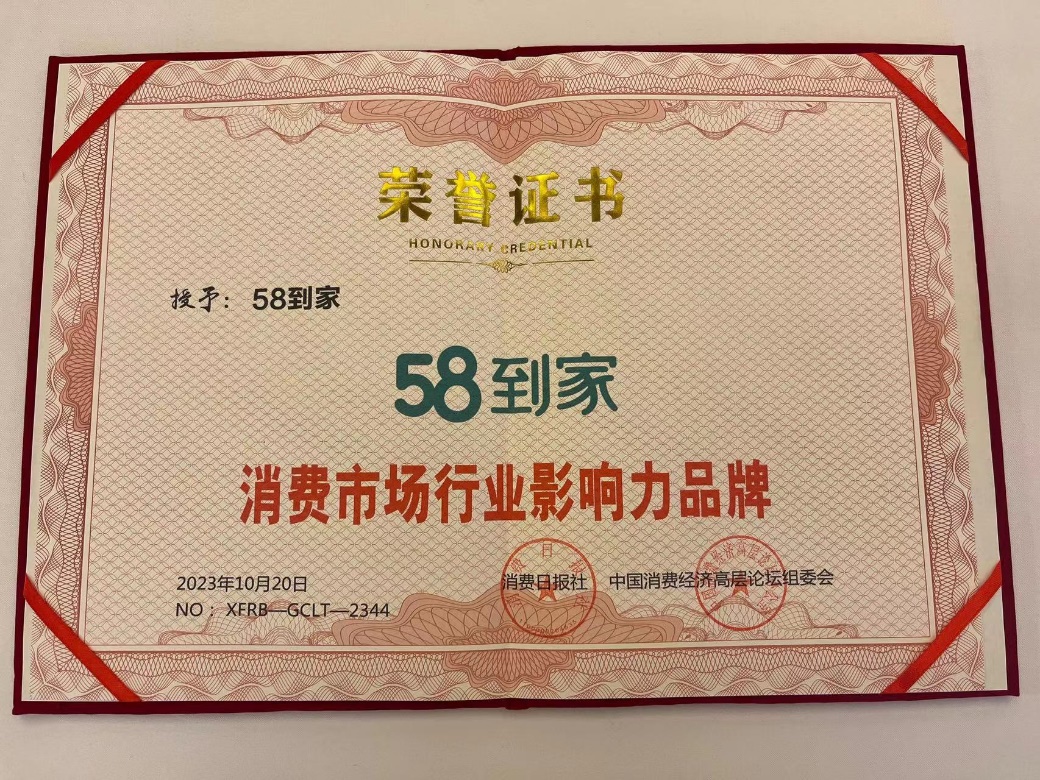 荣誉证书
HONORARY CREDENTIAL
授予: 58到家
58到家
消费市场行业影响力品牌
2023年10月20日
消费日报社 中国消费经济高层论坛组委会
NO: XFRB—GCLT—2344